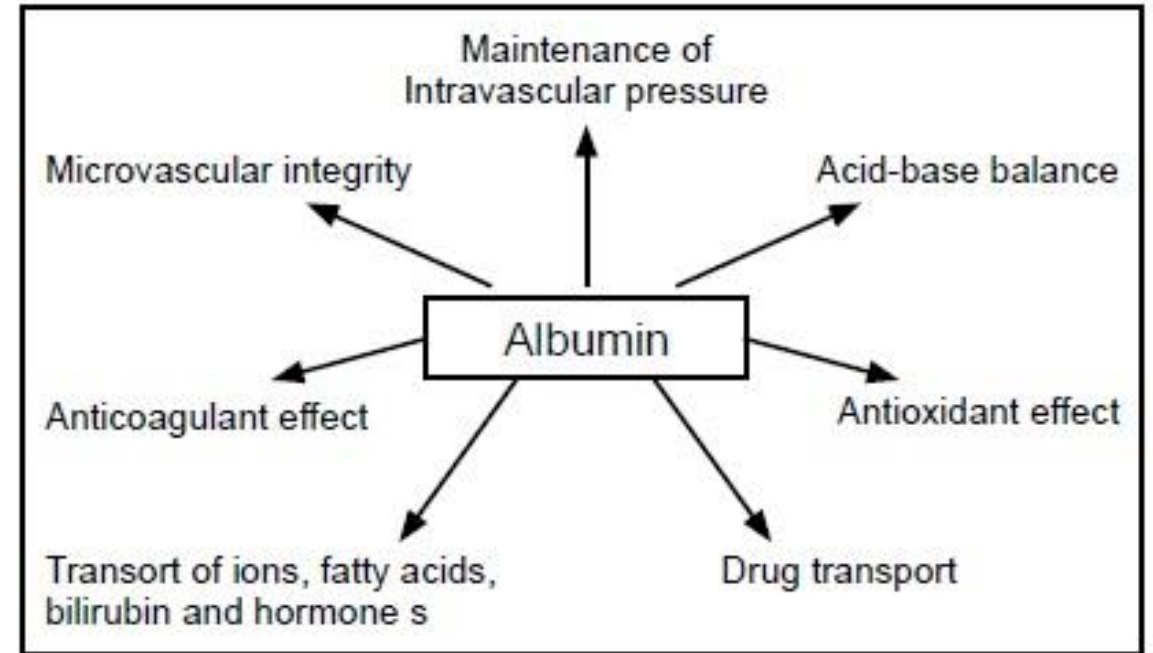 Maintenance of
Intravascular pressure
Microvascular integrity
Acid-base balance
Albumin
Anticoagulant effect
Antioxidant effect
Transort of ions, fatty acids,
bilirubin and hormone s
Drug transport